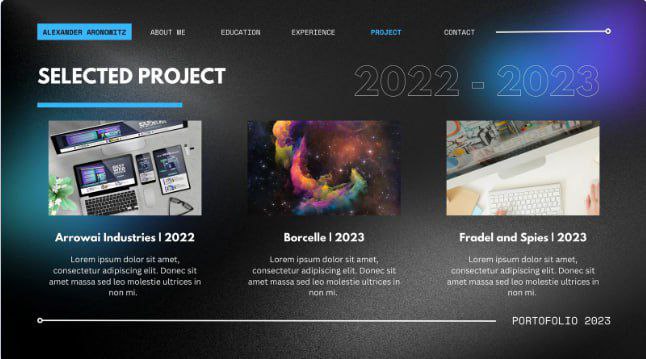 ALEXANDER ARONOWITZ
ABOUT ME
EDUCATION
EXPERIENCE
PROJECT
CONTACT
SELECTED PROJECT
2022 - 2023
Arrowai Industries | 2022
Lorem ipsum dolor sit amet,
consectetur adipiscing elit. Donec sit
amet massa sed leo molestie ultrices in
non mi.
Borcelle | 2023
Lorem ipsum dolor sit amet,
consectetur adipiscing elit. Donec sit
amet massa sed leo molestie ultrices in
non mi.
Fradel and Spies | 2023
Lorem ipsum dolor sit amet,
consectetur adipiscing elit. Donec sit
amet massa sed leo molestie ultrices in
non mi.
PORTOFOLIO 2023